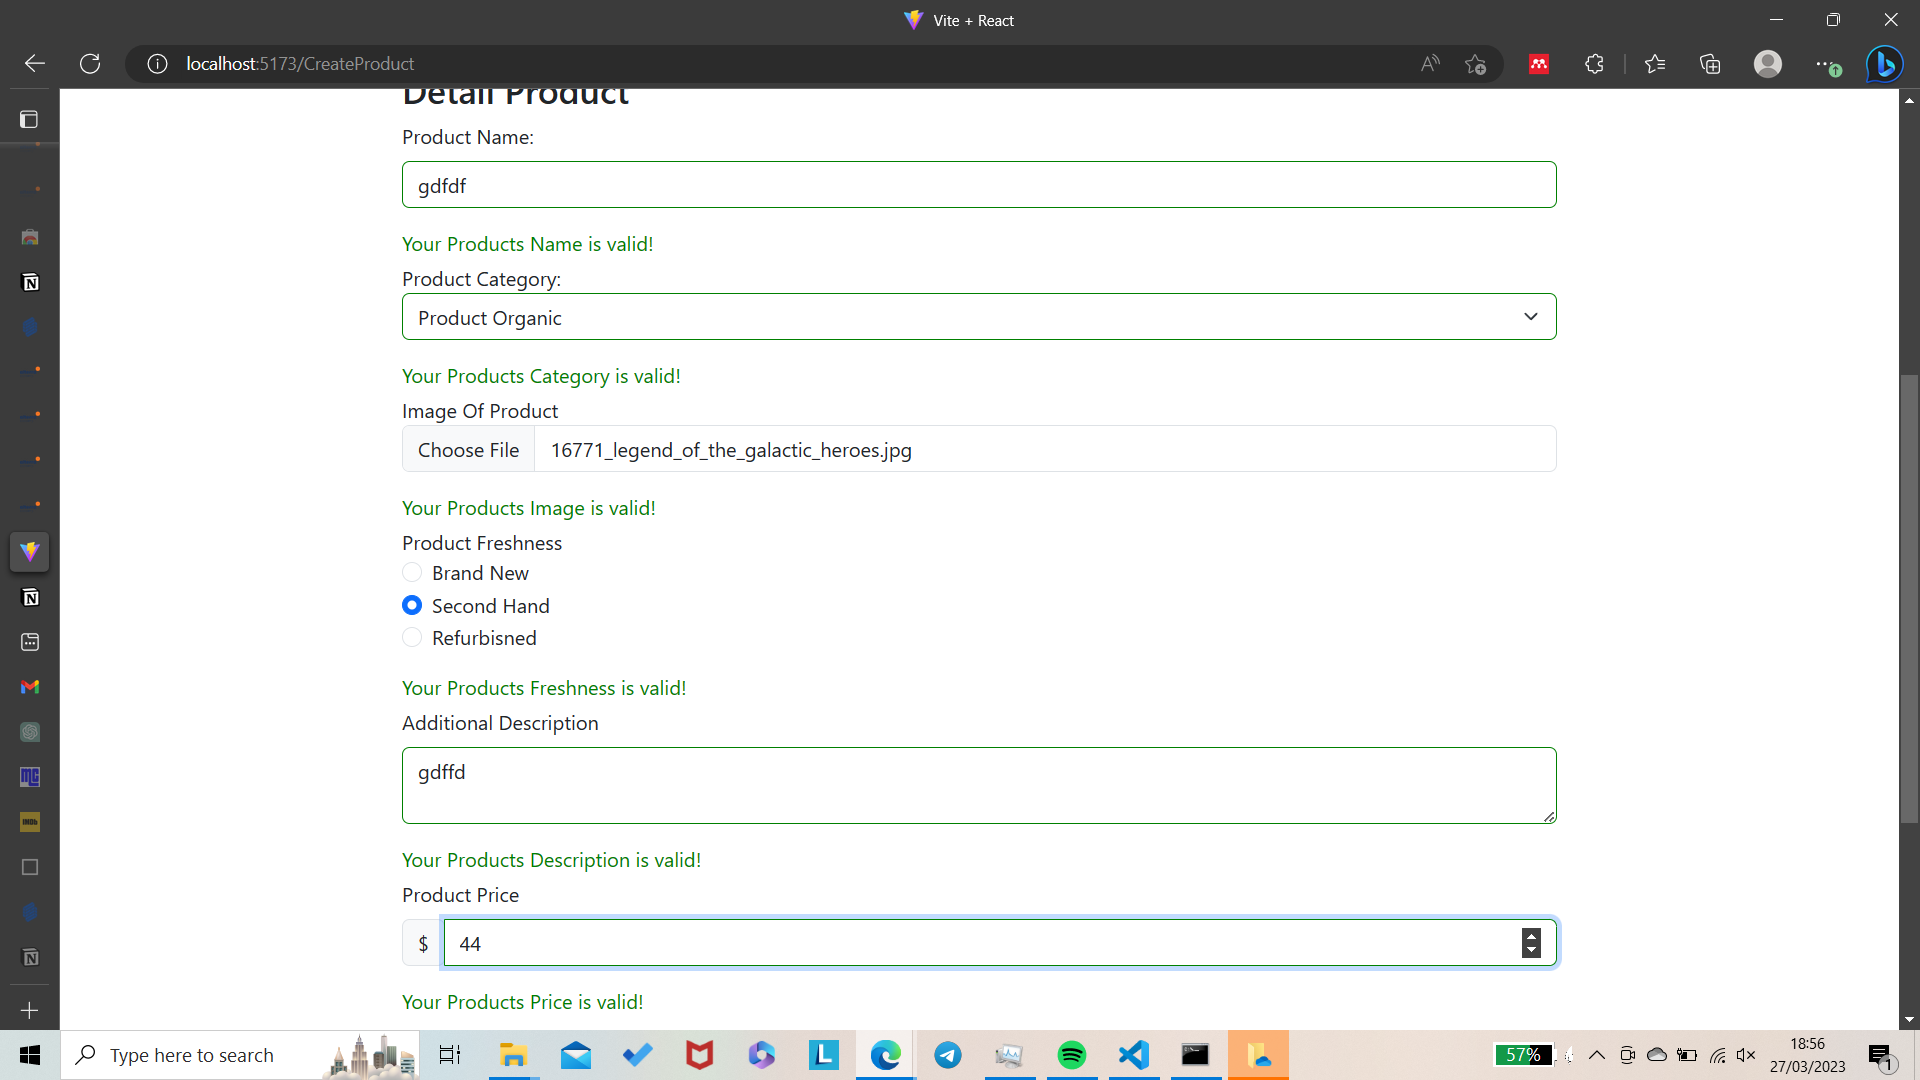 Vite + React
localhost:5173/CreateProduct
Detail Product
Product Name:
gdfdf
Your Products Name is valid!
Product Category:
Product Organic
Your Products Category is valid!
Image Of Product
Choose File 16771_legend_of_the_galactic_heroes.jpg
Your Products Image is valid!
Product Freshness
Brand New
Second Hand
Refurbisned
Your Products Freshness is valid!
Additional Description
gdffd
Your Products Description is valid!
Product Price
$ 44
Your Products Price is valid!
Type here to search
57%
18:56
27/03/2023
1